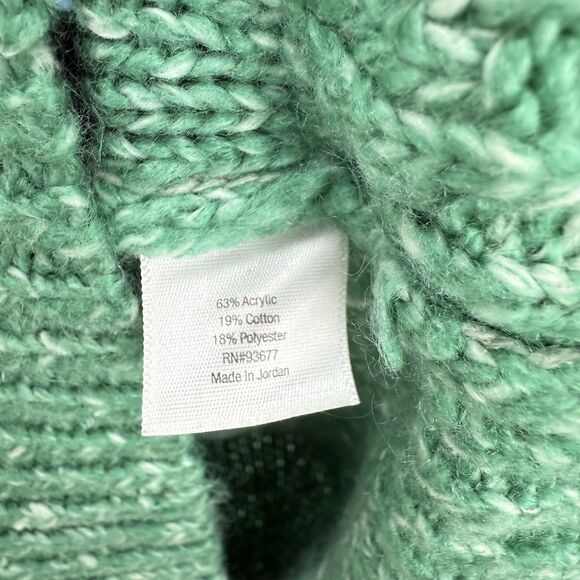 63% Acrylic
19% Cotton
18% Polyester
RN#93677
Made In Jordan